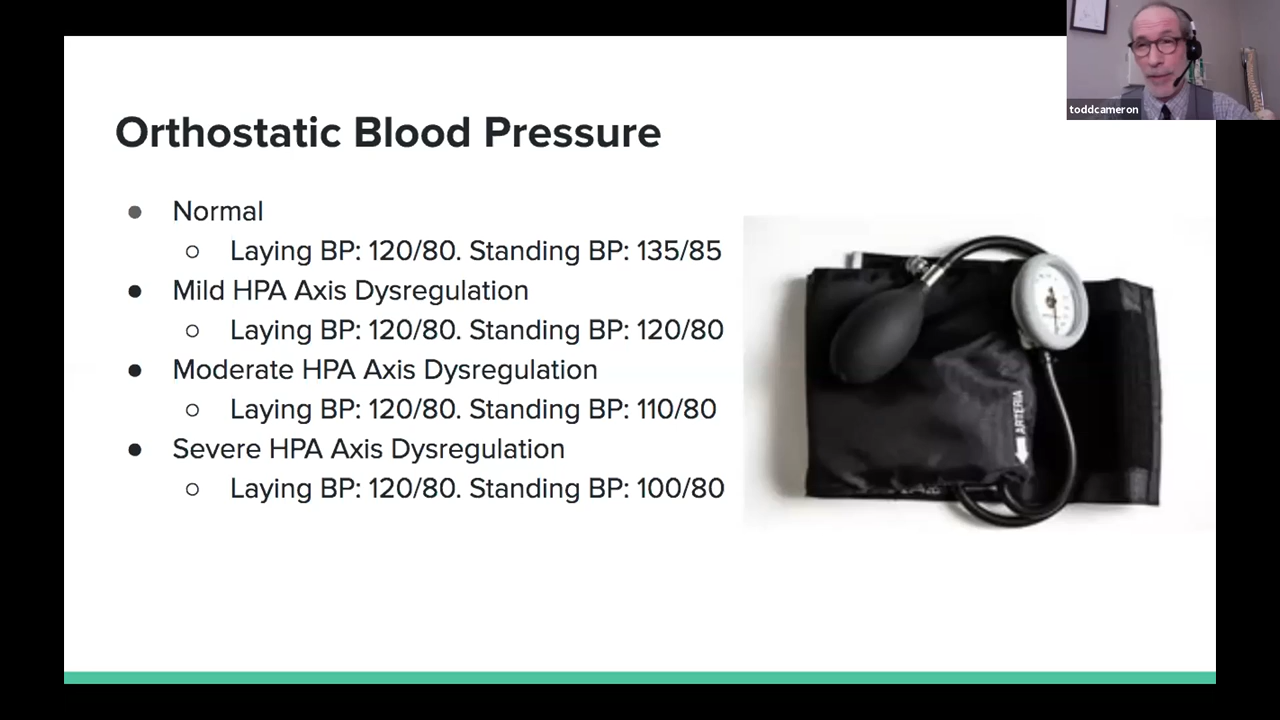 toddcameron
Orthostatic Blood Pressure
● Normal
○ Laying BP: 120/80. Standing BP: 135/85
● Mild HPA Axis Dysregulation
○ Laying BP: 120/80. Standing BP: 120/80
● Moderate HPA Axis Dysregulation
○ Laying BP: 120/80. Standing BP: 110/80
● Severe HPA Axis Dysregulation
○ Laying BP: 120/80. Standing BP: 100/80
ARTERIA